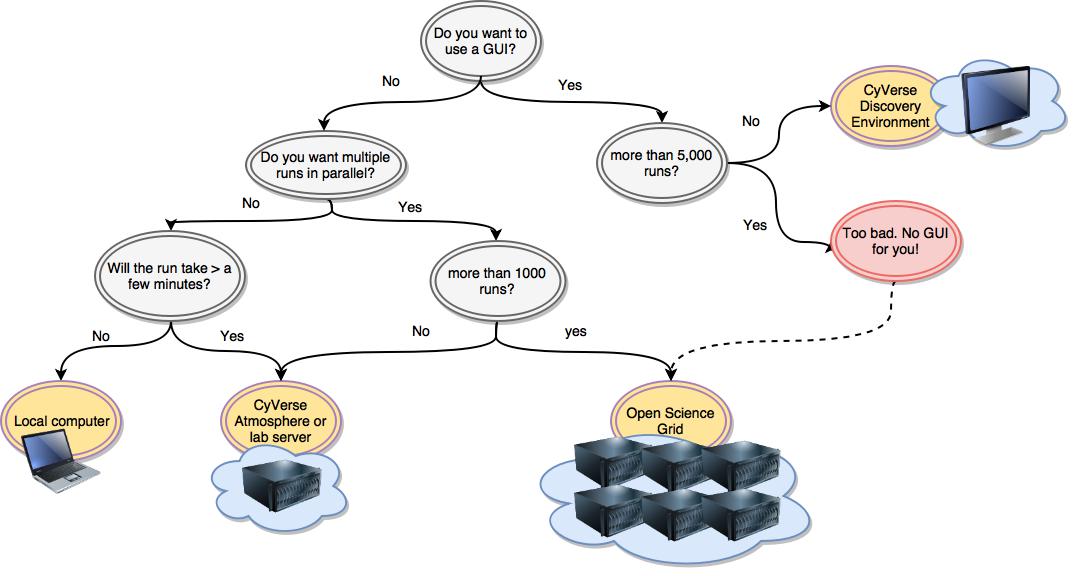 Do you want to
use a GUI?
No
Yes
Do you want multiple
runs in parallel?
more than 5,000
runs?
No
CyVerse
Discovery
Environment
Yes
Too bad. No GUI
for you!
No
Yes
Will the run take > a
few minutes?
more than 1000
runs?
No
Yes
No
yes
Local computer
CyVerse
Atmosphere or
lab server
Open Science
Grid